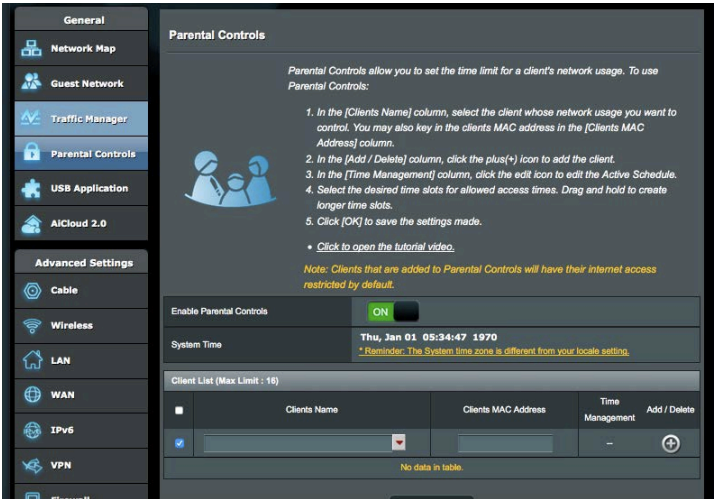 General
Network Map
Guest Network
Traffic Manager
Parental Controls
USB Application
AiCloud 2.0
Advanced Settings
Cable
Wireless
LAN
WAN
IPv6
VPN
Firewall
Parental Controls
Parental Controls allow you to set the time limit for a client's network usage. To use
Parental Controls:
1. In the [Clients Name] column, select the client whose network usage you want to
control. You may also key in the clients MAC address in the [Clients MAC
Address] column.
2. In the [Add / Delete] column, click the plus(+) icon to add the client.
3. In the [Time Management] column, click the edit icon to edit the Active Schedule.
4. Select the desired time slots for allowed access times. Drag and hold to create
longer time slots.
5. Click [OK] to save the settings made.
• Click to open the tutorial video.
Note: Clients that are added to Parental Controls will have their internet access
restricted by default.
Enable Parental Controls ON
System Time Thu, Jan 01 05:34:47 1970
* Reminder: The System time zone is different from your locale setting.
Client List (Max Limit : 16)
Clients Name Clients MAC Address Time Management Add / Delete
--
No data in table.